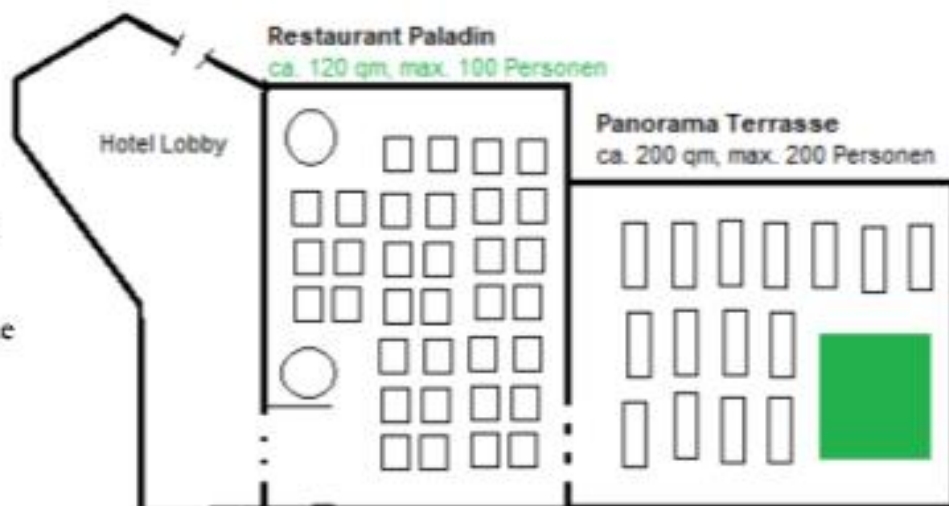 Restaurant Paladin
ca. 120 qm, max. 100 Personen
Hotel Lobby
Panorama Terrasse
ca. 200 qm, max. 200 Personen